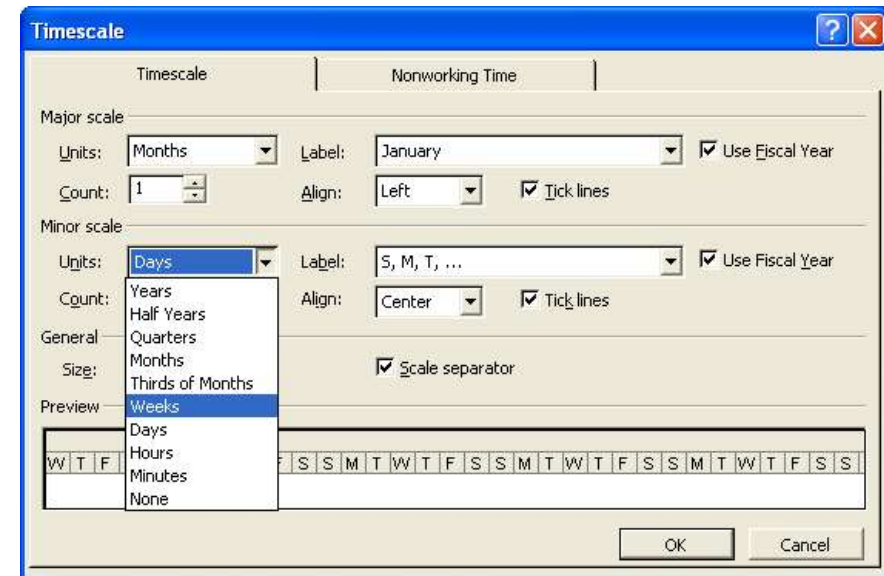 Timescale
Timescale Nonworking Time
Major scale
Units: Months Label: January Use Fiscal Year
Count: 1 Align: Left Tick lines
Minor scale
Units: Days Label: S, M, T, ... Use Fiscal Year
Count: Align: Center Tick lines
General
Size: Scale separator
Preview
Years
Half Years
Quarters
Months
Thirds of Months
Weeks
Days
Hours
Minutes
None
W T F S S M T W T F S S M T W T F S S M T W T F S S
OK Cancel